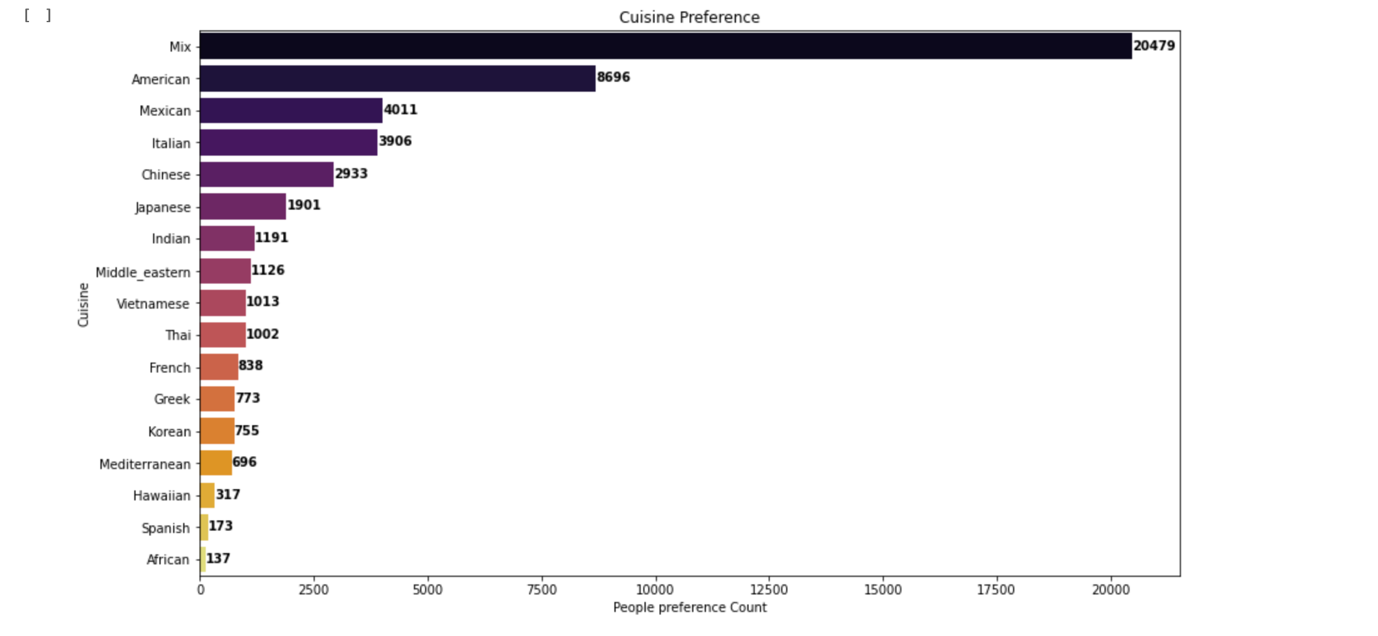 [ ]
Cuisine Preference
Mix 20479
American 8696
Mexican 4011
Italian 3906
Chinese 2933
Japanese 1901
Indian 1191
Middle_eastern 1126
Vietnamese 1013
Thai 1002
French 838
Greek 773
Korean 755
Mediterranean 696
Hawaiian 317
Spanish 173
African 137
Cuisine
0 2500 5000 7500 10000 12500 15000 17500 20000
People preference Count